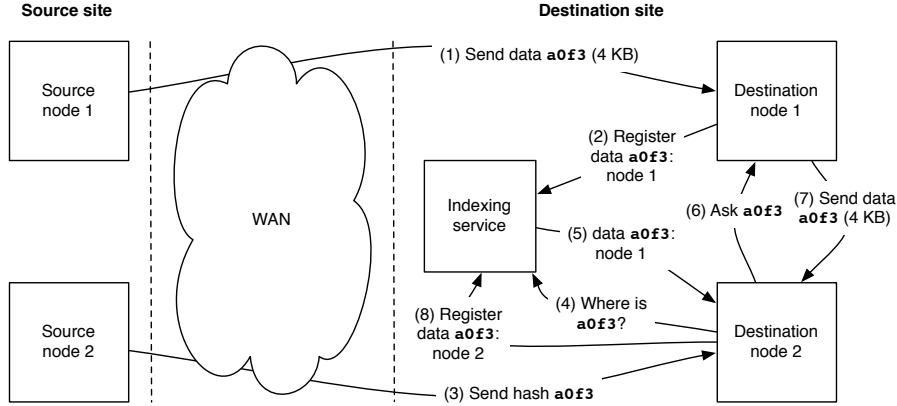 Source site
Destination site
Source
node 1
(1) Send data a0f3 (4 KB)
Destination
node 1
(2) Register
data a0f3:
node 1
Indexing
service
WAN
(5) data a0f3:
node 1
(6) Ask a0f3
(7) Send data
a0f3 (4 KB)
Source
node 2
(8) Register
data a0f3:
node 2
(4) Where is
a0f3?
Destination
node 2
(3) Send hash a0f3